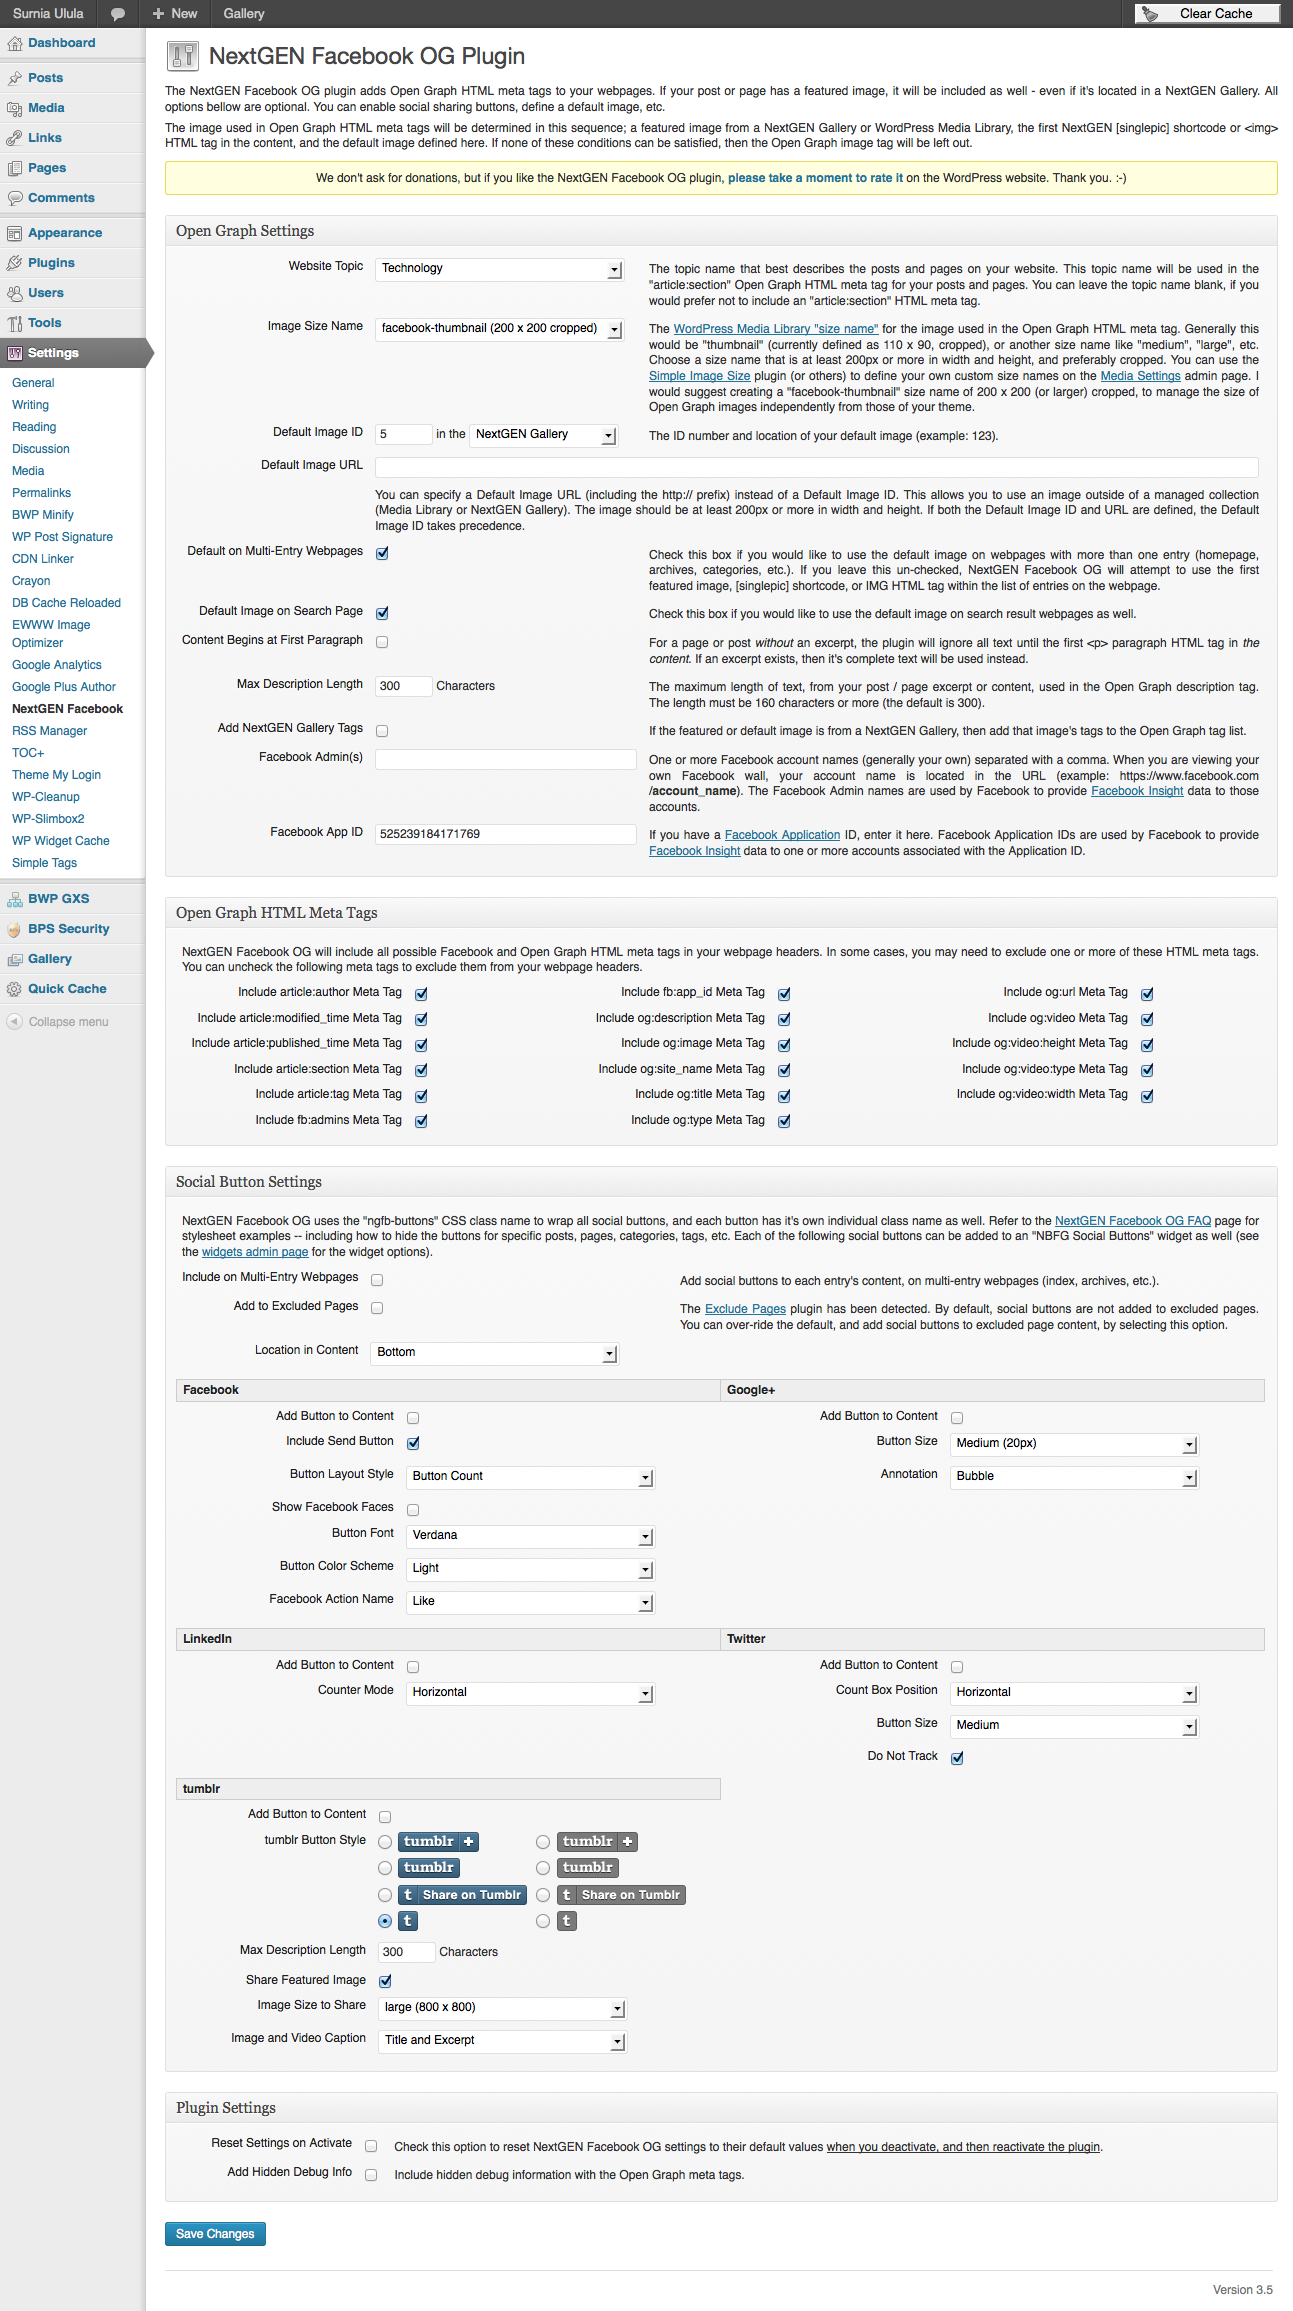 Surnia Ulula
New
Gallery
Clear Cache
Dashboard
Posts
Media
Links
Pages
Comments
Appearance
Plugins
Users
Tools
Settings
General
Writing
Reading
Discussion
Media
Permalinks
BWP Minify
WP Post Signature
CDN Linker
Crayon
DB Cache Reloaded
EWWW Image
Optimizer
Google Analytics
Google Plus Author
NextGEN Facebook
RSS Manager
TOC+
Theme My Login
WP-Cleanup
WP-Slimbox2
WP Widget Cache
Simple Tags
BWP GXS
BPS Security
Gallery
Quick Cache
Collapse menu
NextGEN Facebook OG Plugin
The NextGEN Facebook OG plugin adds Open Graph HTML meta tags to your webpages. If your post or page has a featured image, it will be included as well - even if it's located in a NextGEN Gallery. All
options bellow are optional. You can enable social sharing buttons, define a default image, etc.
The image used in Open Graph HTML meta tags will be determined in this sequence; a featured image from a NextGEN Gallery or WordPress Media Library, the first NextGEN [singlepic] shortcode or <img>
HTML tag in the content, and the default image defined here. If none of these conditions can be satisfied, then the Open Graph image tag will be left out.
We don't ask for donations, but if you like the NextGEN Facebook OG plugin, please take a moment to rate it on the WordPress website. Thank you. :-)
Open Graph Settings
Website Topic
Technology
The topic name that best describes the posts and pages on your website. This topic name will be used in the
"article:section" Open Graph HTML meta tag for your posts and pages. You can leave the topic name blank, if you
would prefer not to include an "article:section" HTML meta tag.
Image Size Name
facebook-thumbnail (200 x 200 cropped)
The WordPress Media Library "size name" for the image used in the Open Graph HTML meta tag. Generally this
would be "thumbnail" (currently defined as 110 x 90, cropped), or another size name like "medium", "large", etc.
Choose a size name that is at least 200px or more in width and height, and preferably cropped. You can use the
Simple Image Size plugin (or others) to define your own custom size names on the Media Settings admin page. I
would suggest creating a "facebook-thumbnail" size name of 200 x 200 (or larger) cropped, to manage the size of
Open Graph images independently from those of your theme.
Default Image ID
5 in the NextGEN Gallery
The ID number and location of your default image (example: 123).
Default Image URL
You can specify a Default Image URL (including the http:// prefix) instead of a Default Image ID. This allows you to use an image outside of a managed collection
(Media Library or NextGEN Gallery). The image should be at least 200px or more in width and height. If both the Default Image ID and URL are defined, the Default
Image ID takes precedence.
Default on Multi-Entry Webpages
Check this box if you would like to use the default image on webpages with more than one entry (homepage,
archives, categories, etc.). If you leave this un-checked, NextGEN Facebook OG will attempt to use the first
featured image, [singlepic] shortcode, or IMG HTML tag within the list of entries on the webpage.
Default Image on Search Page
Check this box if you would like to use the default image on search result webpages as well.
Content Begins at First Paragraph
For a page or post without an excerpt, the plugin will ignore all text until the first <p> paragraph HTML tag in the
content. If an excerpt exists, then it's complete text will be used instead.
Max Description Length
300 Characters
The maximum length of text, from your post / page excerpt or content, used in the Open Graph description tag.
The length must be 160 characters or more (the default is 300).
Add NextGEN Gallery Tags
If the featured or default image is from a NextGEN Gallery, then add that image's tags to the Open Graph tag list.
Facebook Admin(s)
One or more Facebook account names (generally your own) separated with a comma. When you are viewing your
own Facebook wall, your account name is located in the URL (example: https://www.facebook.com
/account_name). The Facebook Admin names are used by Facebook to provide Facebook Insight data to those
accounts.
Facebook App ID
525239184171769
If you have a Facebook Application ID, enter it here. Facebook Application IDs are used by Facebook to provide
Facebook Insight data to one or more accounts associated with the Application ID.
Open Graph HTML Meta Tags
NextGEN Facebook OG will include all possible Facebook and Open Graph HTML meta tags in your webpage headers. In some cases, you may need to exclude one or more of these HTML meta tags.
You can uncheck the following meta tags to exclude them from your webpage headers.
Include article:author Meta Tag
Include fb:app_id Meta Tag
Include og:url Meta Tag
Include article:modified_time Meta Tag
Include og:description Meta Tag
Include og:video Meta Tag
Include article:published_time Meta Tag
Include og:image Meta Tag
Include og:video:height Meta Tag
Include article:section Meta Tag
Include og:site_name Meta Tag
Include og:video:type Meta Tag
Include article:tag Meta Tag
Include og:title Meta Tag
Include og:video:width Meta Tag
Include fb:admins Meta Tag
Include og:type Meta Tag
Social Button Settings
NextGEN Facebook OG uses the "ngfb-buttons" CSS class name to wrap all social buttons, and each button has it's own individual class name as well. Refer to the NextGEN Facebook OG FAQ page for
stylesheet examples -- including how to hide the buttons for specific posts, pages, categories, tags, etc. Each of the following social buttons can be added to an "NBFG Social Buttons" widget as well (see
the widgets admin page for the widget options).
Include on Multi-Entry Webpages
Add social buttons to each entry's content, on multi-entry webpages (index, archives, etc.).
Add to Excluded Pages
The Exclude Pages plugin has been detected. By default, social buttons are not added to excluded pages.
You can over-ride the default, and add social buttons to excluded page content, by selecting this option.
Location in Content
Bottom
Facebook
Google+
Add Button to Content
Add Button to Content
Include Send Button
Button Size
Medium (20px)
Button Layout Style
Button Count
Annotation
Bubble
Show Facebook Faces
Button Font
Verdana
Button Color Scheme
Light
Facebook Action Name
Like
LinkedIn
Twitter
Add Button to Content
Add Button to Content
Counter Mode
Horizontal
Count Box Position
Horizontal
Button Size
Medium
Do Not Track
tumblr
Add Button to Content
tumblr Button Style
tumblr +
tumblr +
tumblr
tumblr
t Share on Tumblr
t Share on Tumblr
t
t
Max Description Length
300 Characters
Share Featured Image
Image Size to Share
large (800 x 800)
Image and Video Caption
Title and Excerpt
Plugin Settings
Reset Settings on Activate
Check this option to reset NextGEN Facebook OG settings to their default values when you deactivate, and then reactivate the plugin.
Add Hidden Debug Info
Include hidden debug information with the Open Graph meta tags.
Save Changes
Version 3.5